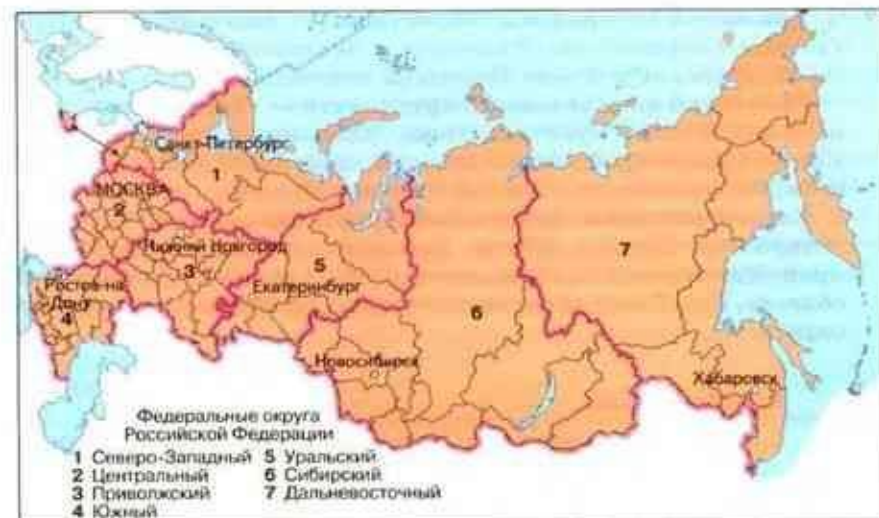 Санкт-Петербург
1
МОСКВА
2
Нижний Новгород
3
Ростов-на-
Дону
4
5
Екатеринбург
6
7
Новосибирск
Хабаровск
Федеральные округа
Российской Федерации
1 Северо-Западный 5 Уральский
2 Центральный 6 Сибирский
3 Приволжский 7 Дальневосточный
4 Южный